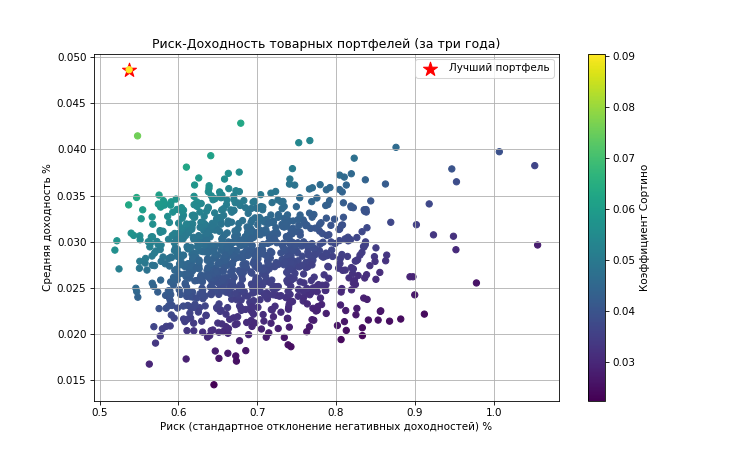 Риск-Доходность товарных портфелей (за три года)
Лучший портфель
Средняя доходность %
0.050
0.045
0.040
0.035
0.030
0.025
0.020
0.015
0.5 0.6 0.7 0.8 0.9 1.0
Риск (стандартное отклонение негативных доходностей) %
0.09
0.08
0.07
0.06
0.05
0.04
0.03
Коэффициент Сортино